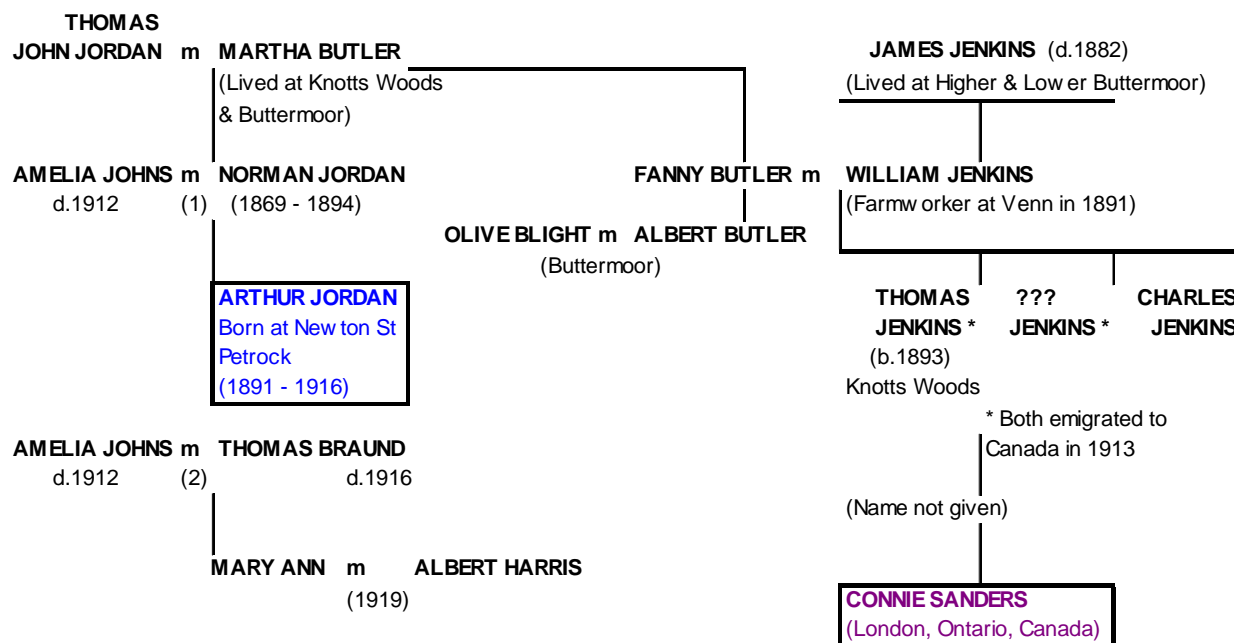 THOMAS
JOHN JORDAN m MARTHA BUTLER JAMES JENKINS (d.1882)
(Lived at Knotts Woods (Lived at Higher & Lower Buttermoor)
& Buttermoor)
AMELIA JOHNS m NORMAN JORDAN FANNY BUTLER m WILLIAM JENKINS
d.1912 (1) (1869 - 1894) (Farmworker at Venn in 1891)
OLIVE BLIGHT m ALBERT BUTLER
(Buttermoor)
ARTHUR JORDAN THOMAS ??? CHARLES
Born at Newton St JENKINS * JENKINS * JENKINS
Petrock (b.1893)
(1891 - 1916) Knotts Woods
* Both emigrated to
AMELIA JOHNS m THOMAS BRAUND Canada in 1913
d.1912 (2) d.1916
(Name not given)
MARY ANN m ALBERT HARRIS
(1919) CONNIE SANDERS
(London, Ontario, Canada)